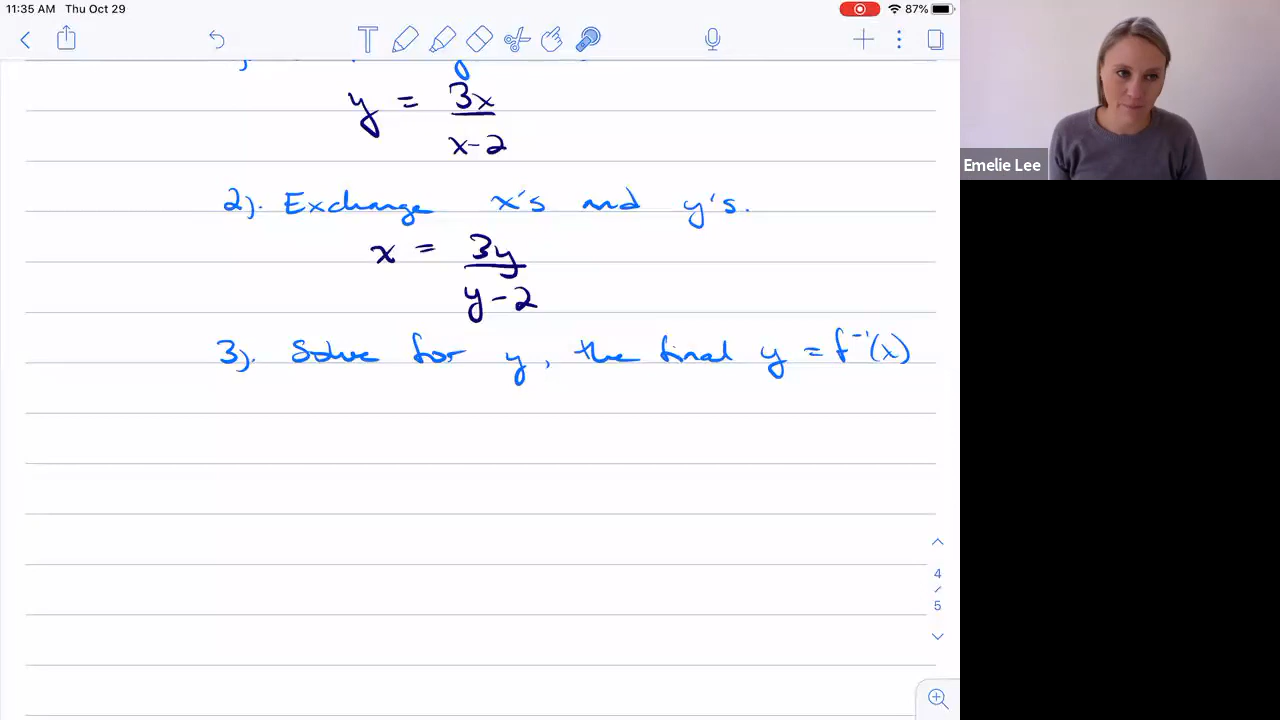 11:35 AM Thu Oct 29
87%
y = 3x / x-2
2). Exchange x's and y's.
x = 3y / y-2
3). Solve for y, the final y = f⁻¹(x)
Emelie Lee
4
/
5